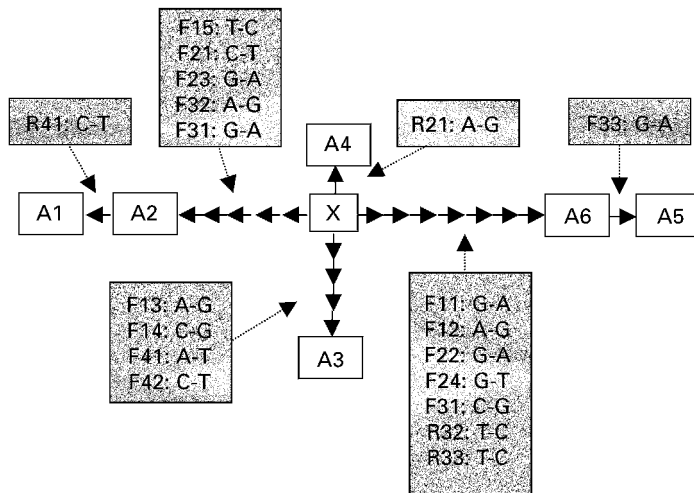 F15: T-C
F21: C-T
F23: G-A
F32: A-G
F31: G-A
R41: C-T
A4
R21: A-G
F33: G-A
A1
A2
X
A6
A5
F13: A-G
F14: C-G
F41: A-T
F42: C-T
A3
F11: G-A
F12: A-G
F22: G-A
F24: G-T
F31: C-G
R32: T-C
R33: T-C